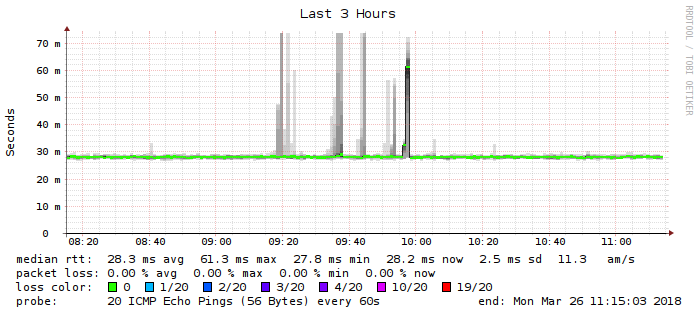 Last 3 Hours
RRDTOOL / TOBI OETIKER
Seconds
70 m
60 m
50 m
40 m
30 m
20 m
10 m
0
08:20 08:40 09:00 09:20 09:40 10:00 10:20 10:40 11:00
median rtt: 28.3 ms avg 61.3 ms max 27.8 ms min 28.2 ms now 2.5 ms sd 11.3 am/s
packet loss: 0.00 % avg 0.00 % max 0.00 % min 0.00 % now
loss color: 0 1/20 2/20 3/20 4/20 10/20 19/20
probe: 20 ICMP Echo Pings (56 Bytes) every 60s end: Mon Mar 26 11:15:03 2018